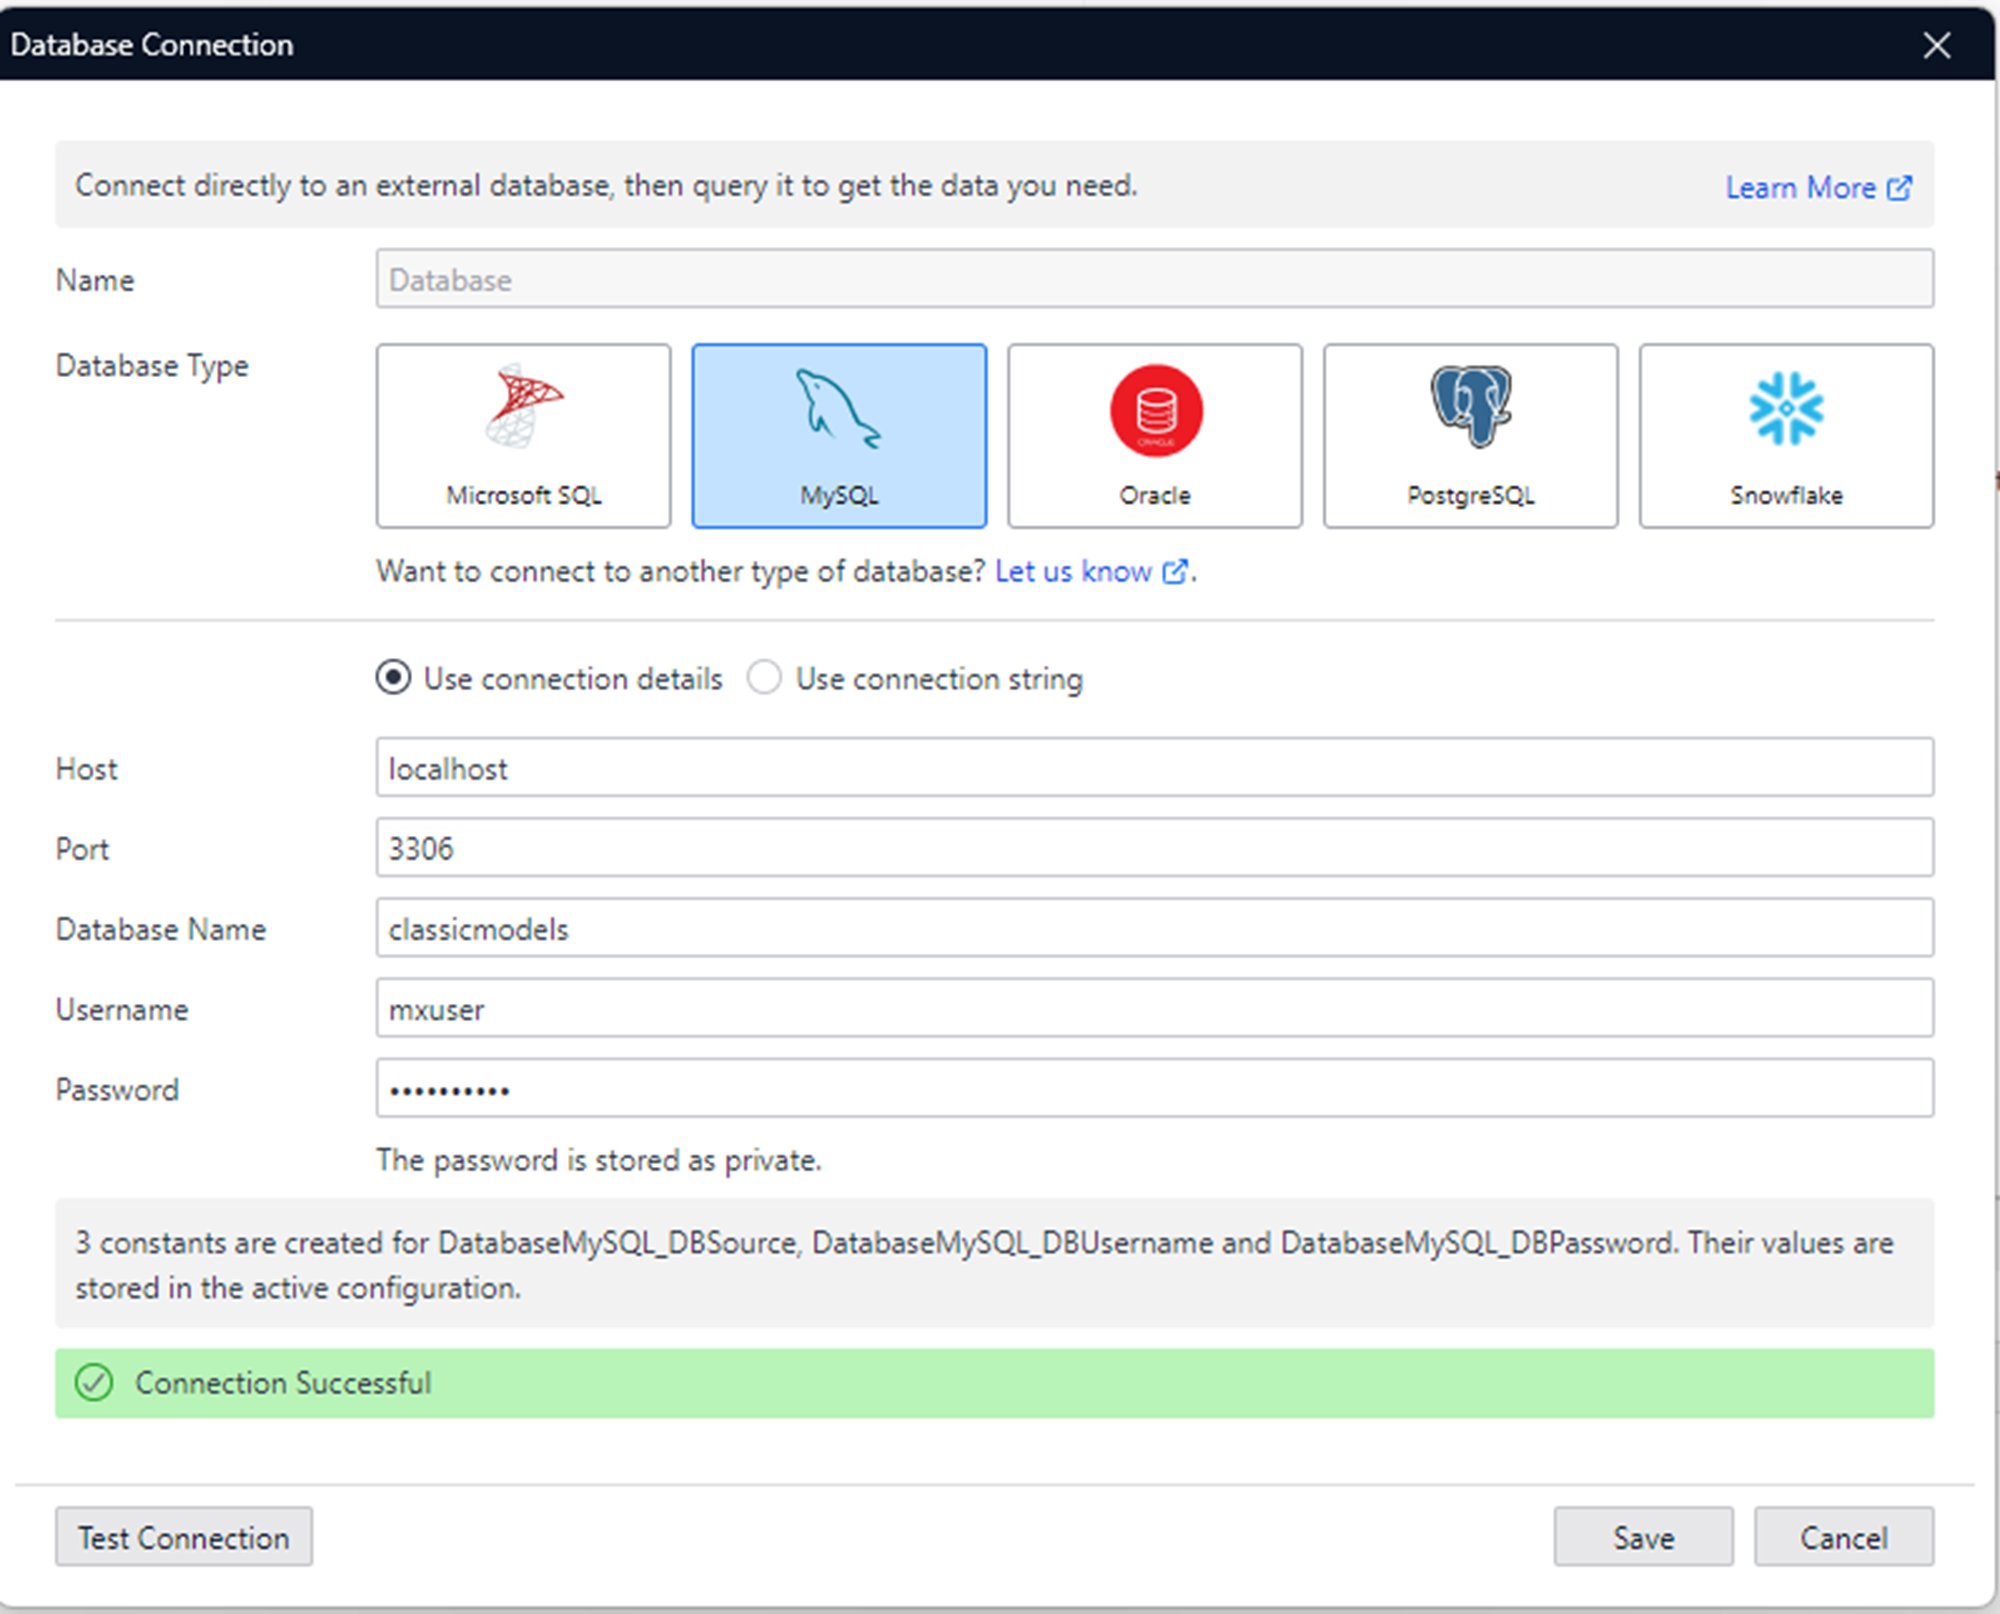 Database Connection
Connect directly to an external database, then query it to get the data you need.
Learn More
Name
Database
Database Type
Microsoft SQL
MySQL
ORACLE
Oracle
PostgreSQL
Snowflake
Want to connect to another type of database? Let us know.
Use connection details
Use connection string
Host
localhost
Port
3306
Database Name
classicmodels
Username
mxuser
Password
••••••••••
The password is stored as private.
3 constants are created for DatabaseMySQL_DBSource, DatabaseMySQL_DBUsername and DatabaseMySQL_DBPassword. Their values are
stored in the active configuration.
Connection Successful
Test Connection
Save
Cancel